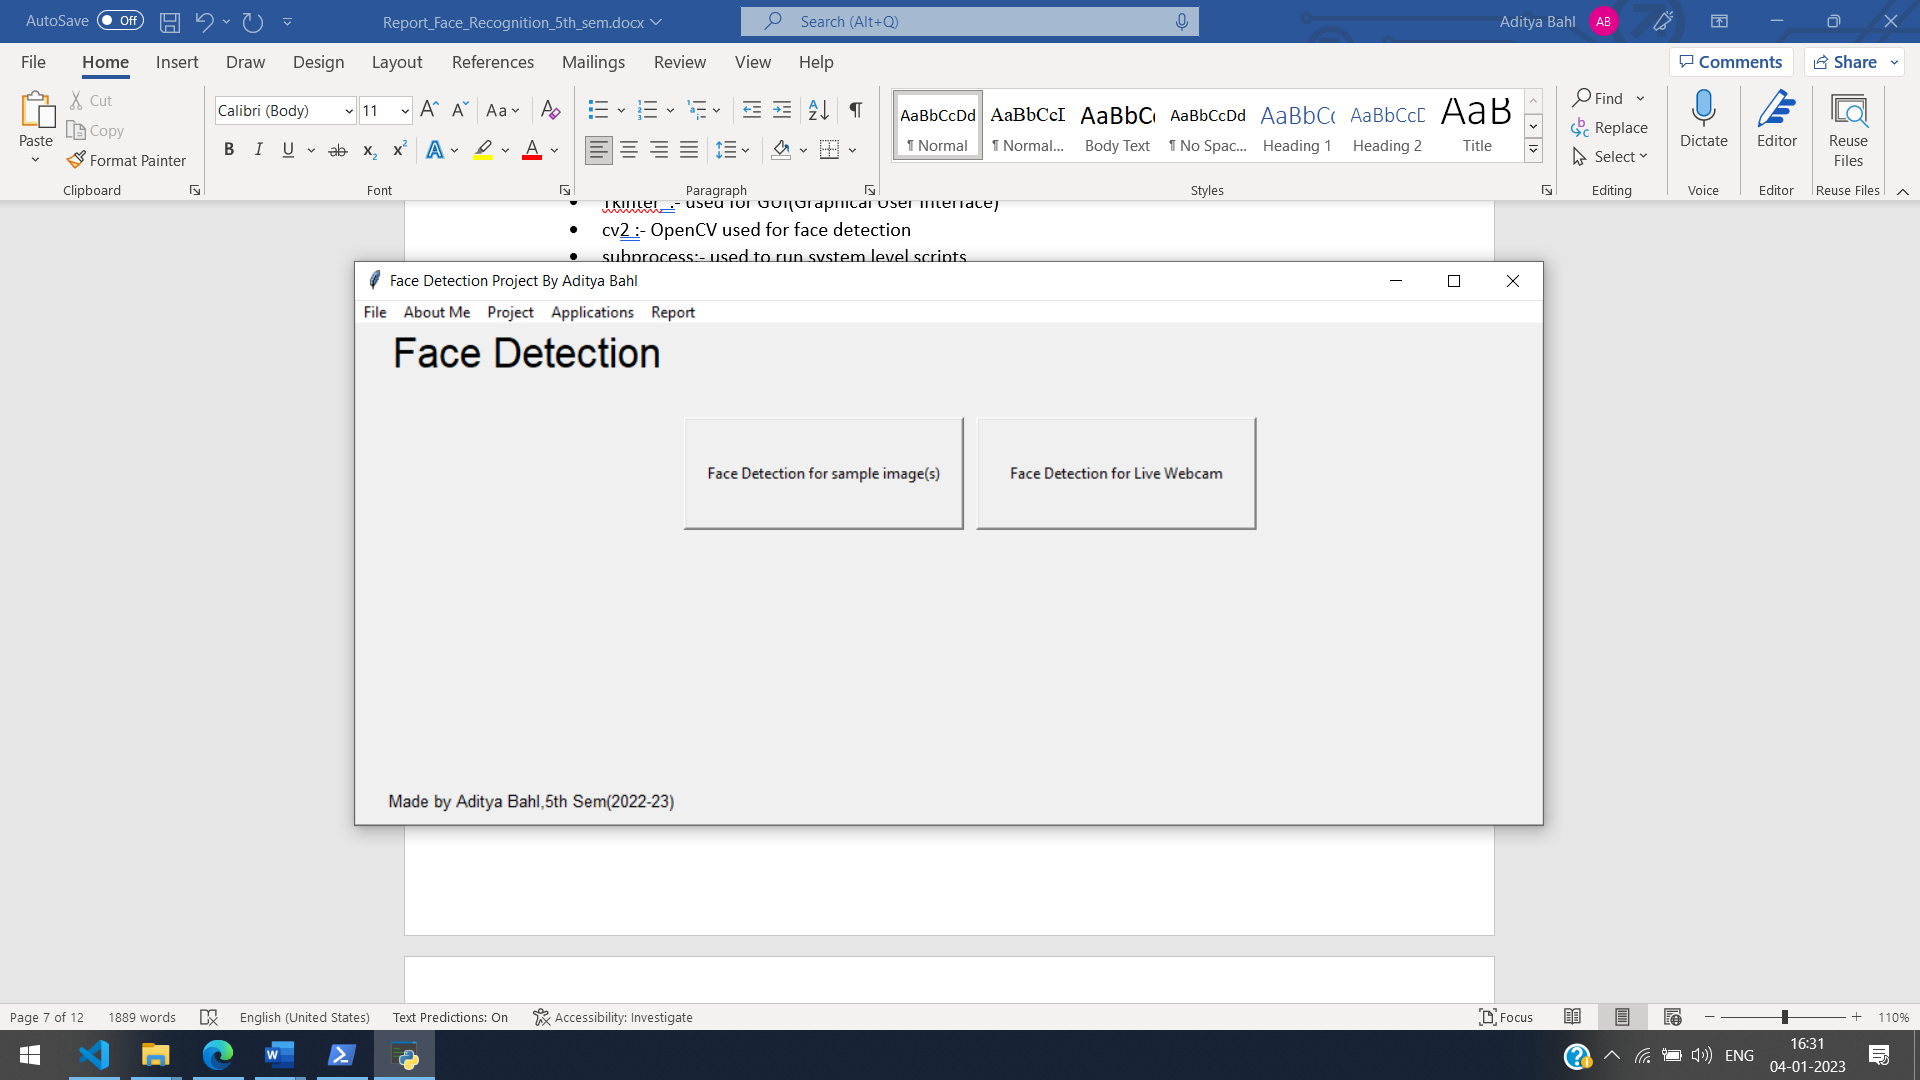 AutoSave Off Report_Face_Recognition_5th_sem.docx Search (Alt+Q) Aditya Bahl AB
File Home Insert Draw Design Layout References Mailings Review View Help Comments Share
Paste Cut Copy Format Painter
Calibri (Body) 11 A A Aa A
B I U ab x2 x2 A A
AaBbCcDd AaBbCcI AaBbCc AaBbCcDd AaBbCc AaBbCcD AaB
¶ Normal ¶ Normal... Body Text ¶ No Spac... Heading 1 Heading 2 Title
Find Replace Select
Dictate Editor Reuse Files
Clipboard Font Paragraph Styles Editing Voice Editor Reuse Files
Tkinter :- used for GUI(Graphical User Interface)
cv2 :- OpenCV used for face detection
subprocess:- used to run system level scripts
Face Detection Project By Aditya Bahl
File About Me Project Applications Report
Face Detection
Face Detection for sample image(s) Face Detection for Live Webcam
Made by Aditya Bahl,5th Sem(2022-23)
Page 7 of 12 1889 words English (United States) Text Predictions: On Accessibility: Investigate Focus 110%
ENG 16:31
04-01-2023